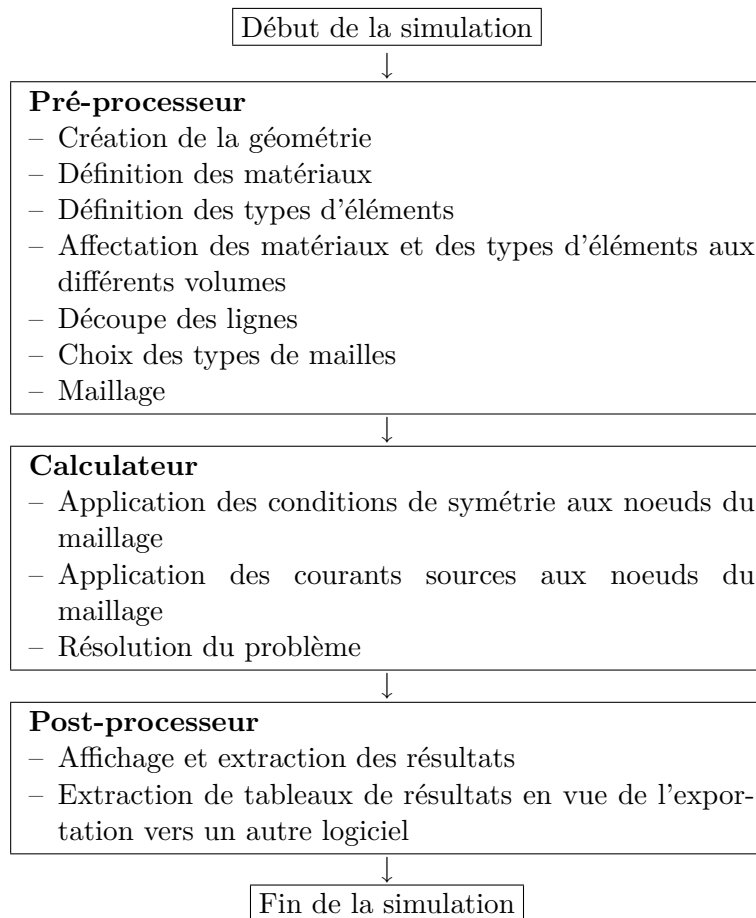 Début de la simulation
↓
Pré-processeur
– Création de la géométrie
– Définition des matériaux
– Définition des types d'éléments
– Affectation des matériaux et des types d'éléments aux
différents volumes
– Découpe des lignes
– Choix des types de mailles
– Maillage
↓
Calculateur
– Application des conditions de symétrie aux noeuds du
maillage
– Application des courants sources aux noeuds du
maillage
– Résolution du problème
↓
Post-processeur
– Affichage et extraction des résultats
– Extraction de tableaux de résultats en vue de l'expor-
tation vers un autre logiciel
↓
Fin de la simulation